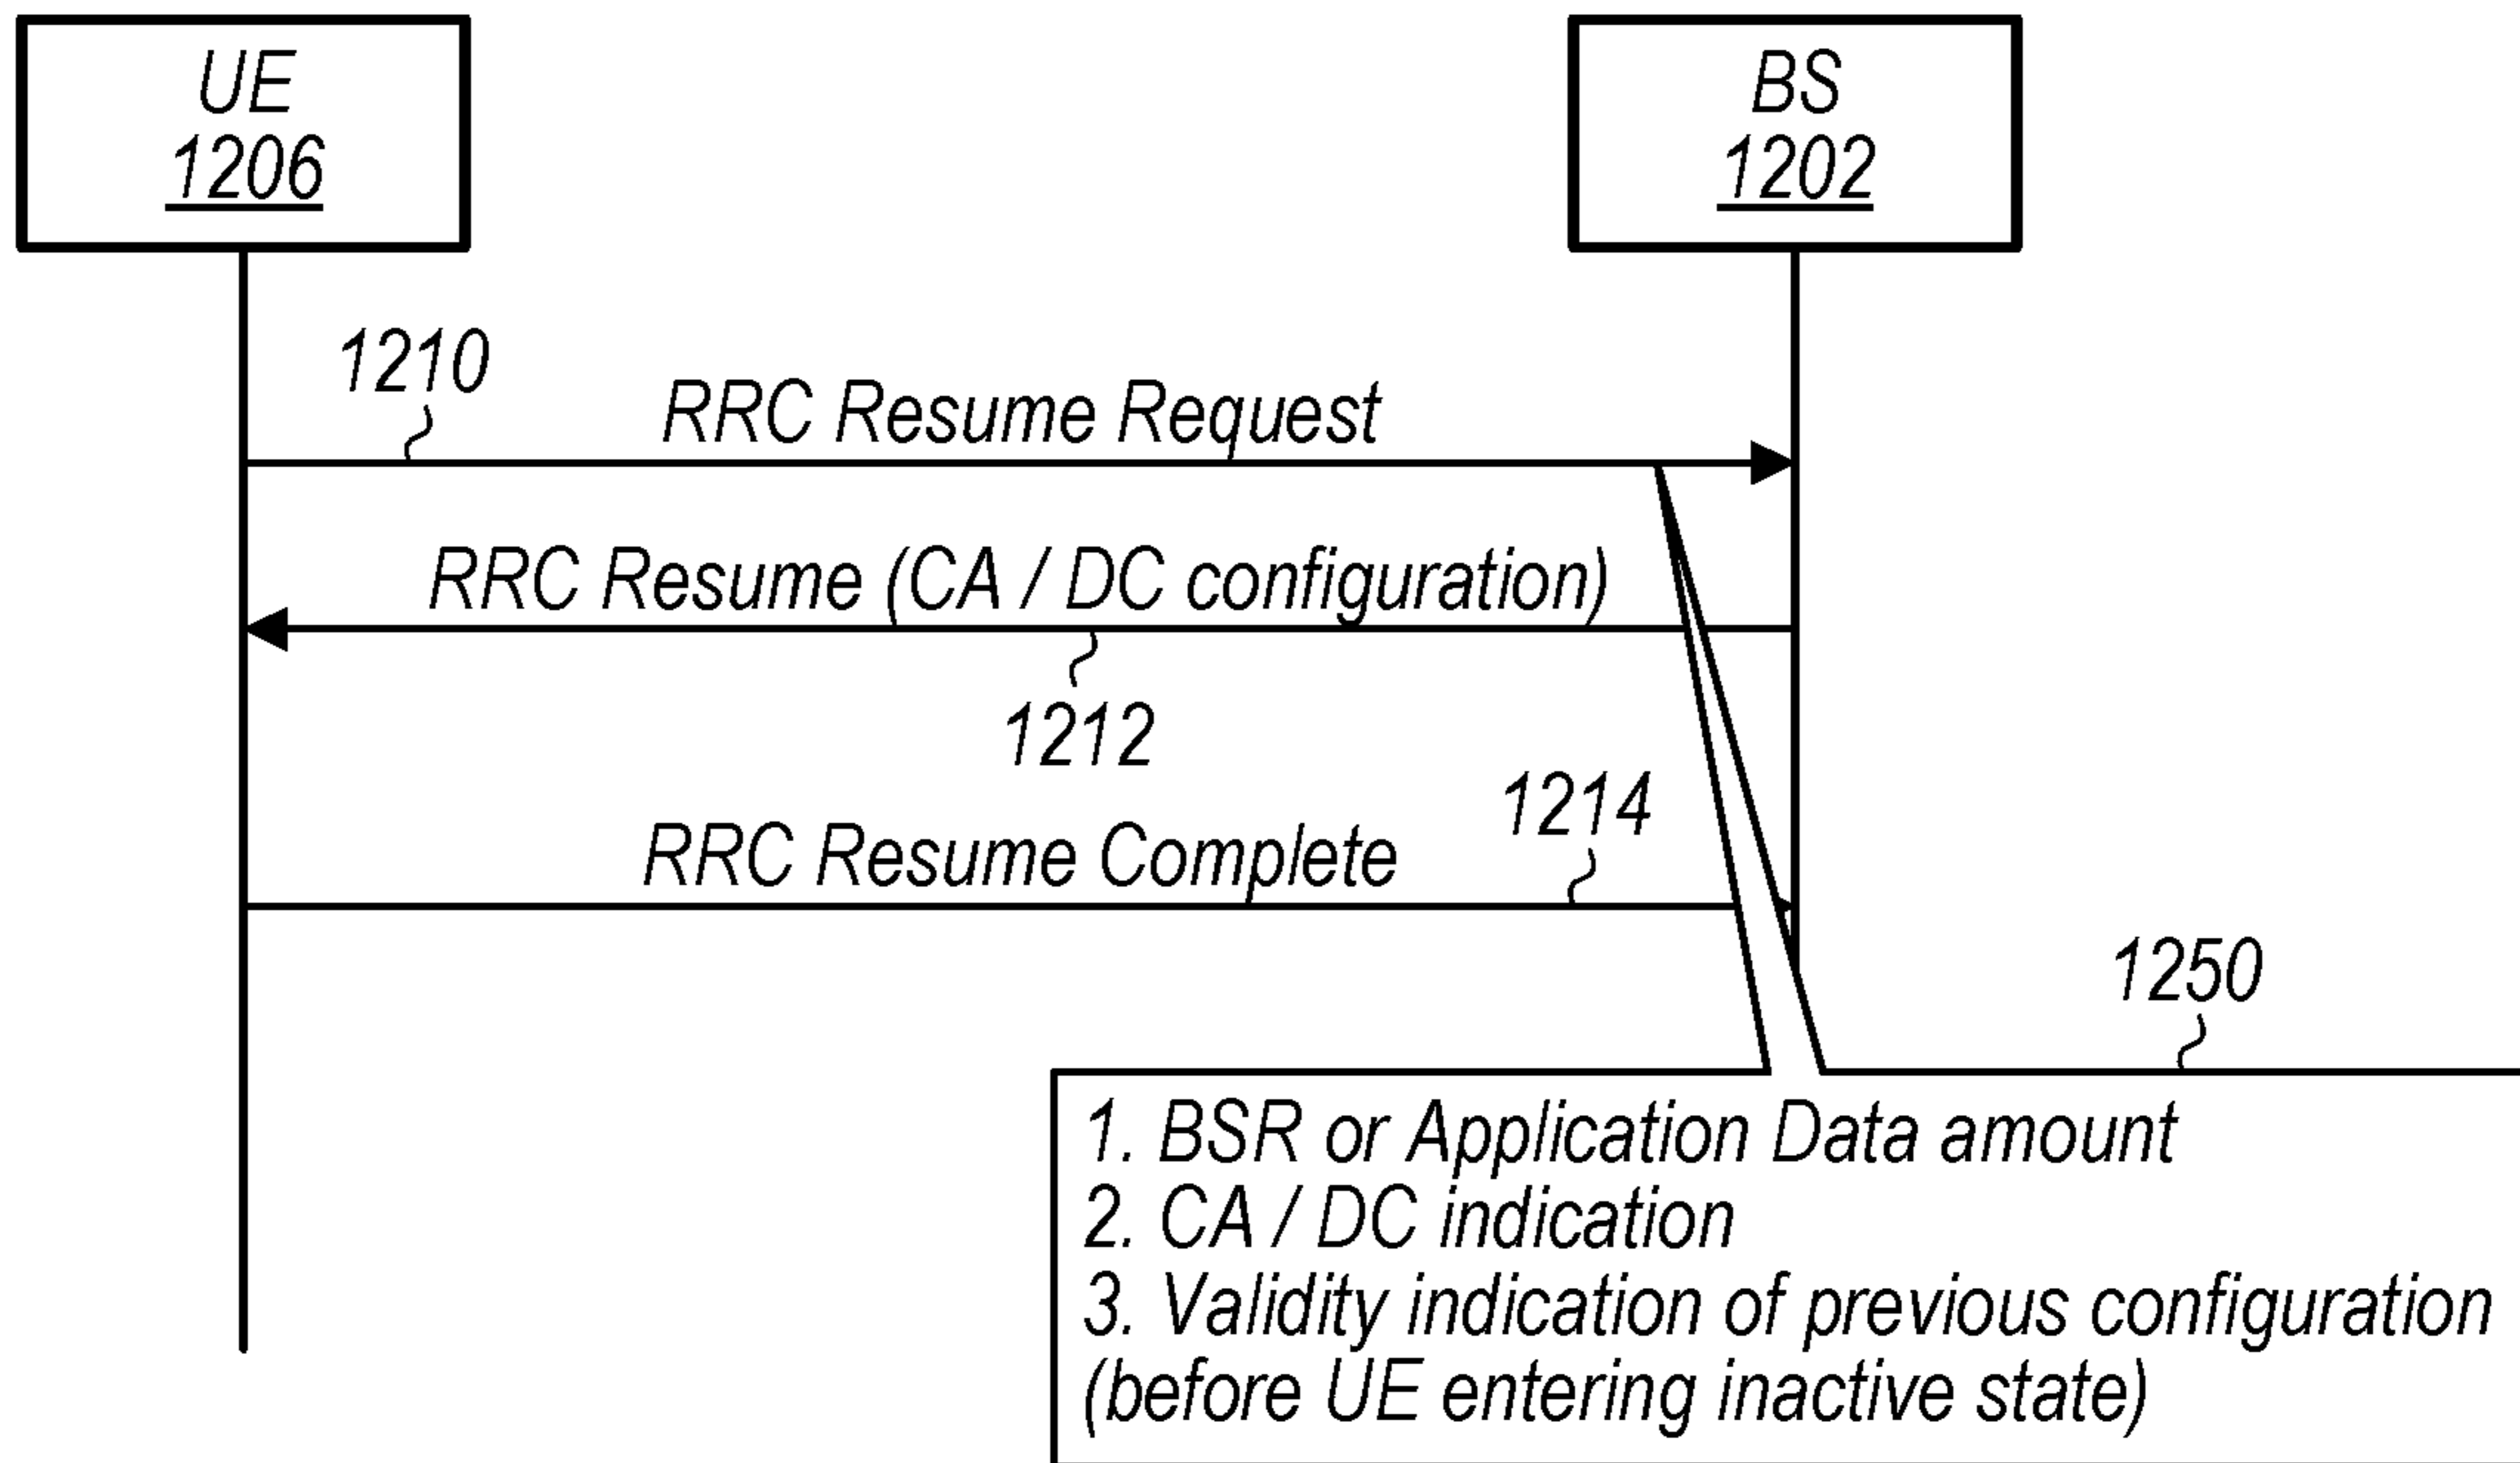 UE
1206
BS
1202
1210
RRC Resume Request
RRC Resume (CA / DC configuration)
1212
1214
RRC Resume Complete
1250
1. BSR or Application Data amount
2. CA / DC indication
3. Validity indication of previous configuration
(before UE entering inactive state)